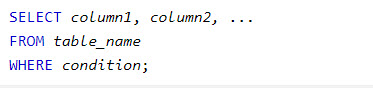 SELECT column1, column2, ...
FROM table_name
WHERE condition;